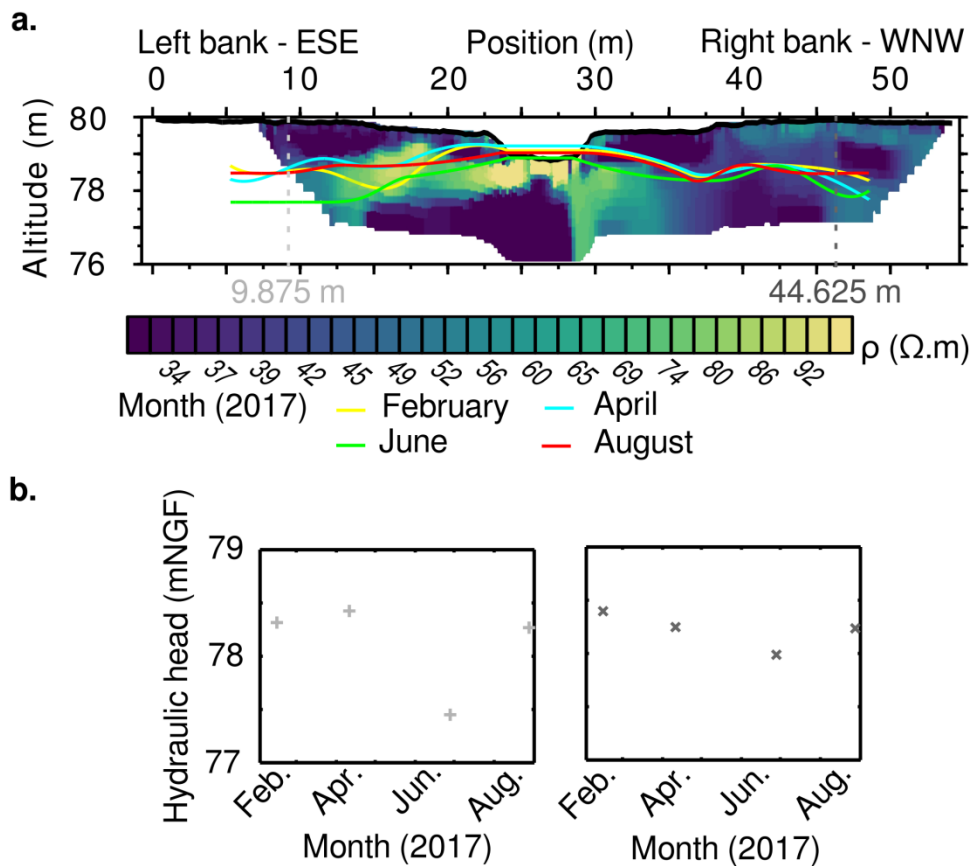 a.
Left bank - ESE Position (m) Right bank - WNW
0 10 20 30 40 50
Altitude (m)
80
78
76
9.875 m 44.625 m
34 37 39 42 45 49 52 56 60 65 69 74 80 86 92 ρ (Ω.m)
Month (2017) February April
June August
b.
Hydraulic head (mNGF)
79
78
77
Feb. Apr. Jun. Aug. Feb. Apr. Jun. Aug.
Month (2017) Month (2017)